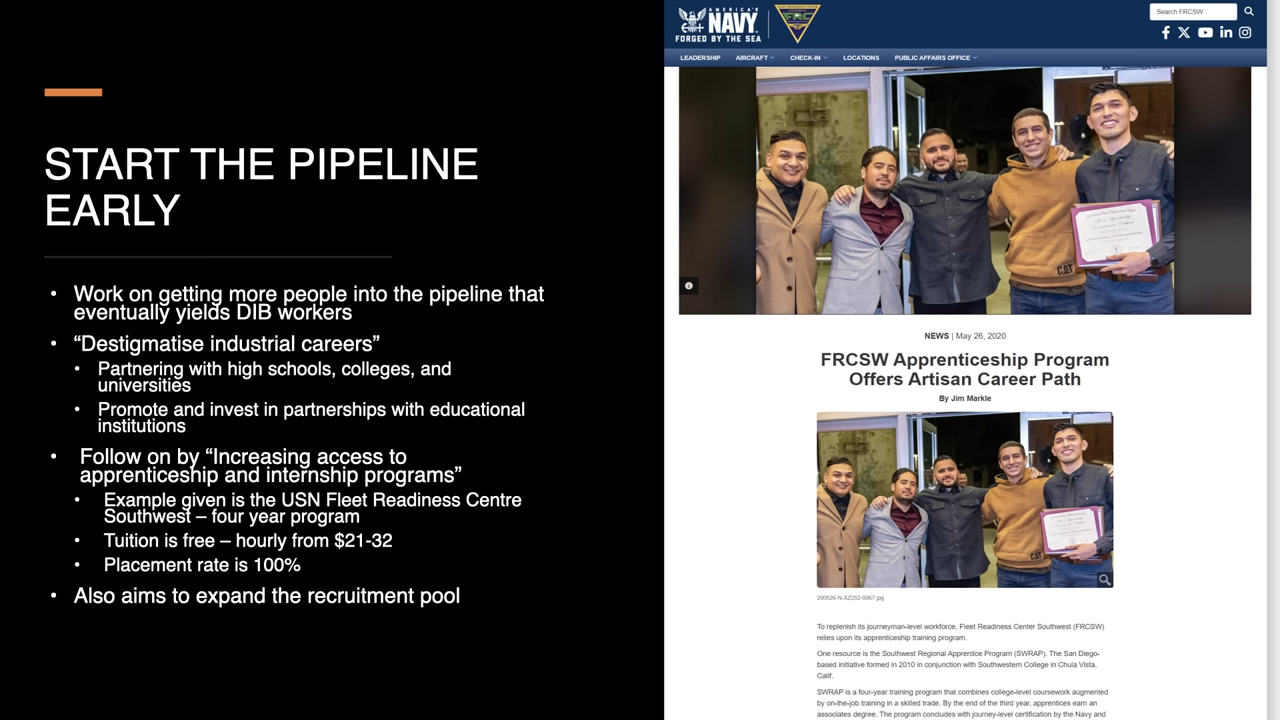 START THE PIPELINE
EARLY
• Work on getting more people into the pipeline that
eventually yields DIB workers
• “Destigmatise industrial careers”
• Partnering with high schools, colleges, and
universities
• Promote and invest in partnerships with educational
institutions
• Follow on by “Increasing access to
apprenticeship and internship programs”
• Example given is the USN Fleet Readiness Centre
Southwest – four year program
• Tuition is free – hourly from $21-32
• Placement rate is 100%
• Also aims to expand the recruitment pool
AMERICA'S
NAVY
FORGED BY THE SEA
FRC
Search FRCSW
LEADERSHIP AIRCRAFT CHECK-IN LOCATIONS PUBLIC AFFAIRS OFFICE
CAT
NEWS | May 26, 2020
FRCSW Apprenticeship Program
Offers Artisan Career Path
By Jim Markle
CAT
200526-N-XZ252-0067.jpg
To replenish its journeyman-level workforce, Fleet Readiness Center Southwest (FRCSW)
relies upon its apprenticeship training program.
One resource is the Southwest Regional Apprentice Program (SWRAP). The San Diego-
based initiative formed in 2010 in conjunction with Southwestern College in Chula Vista,
Calif.
SWRAP is a four-year training program that combines college-level coursework augmented
by on-the-job training in a skilled trade. By the end of the third year, apprentices earn an
associates degree. The program concludes with journey-level certification by the Navy and